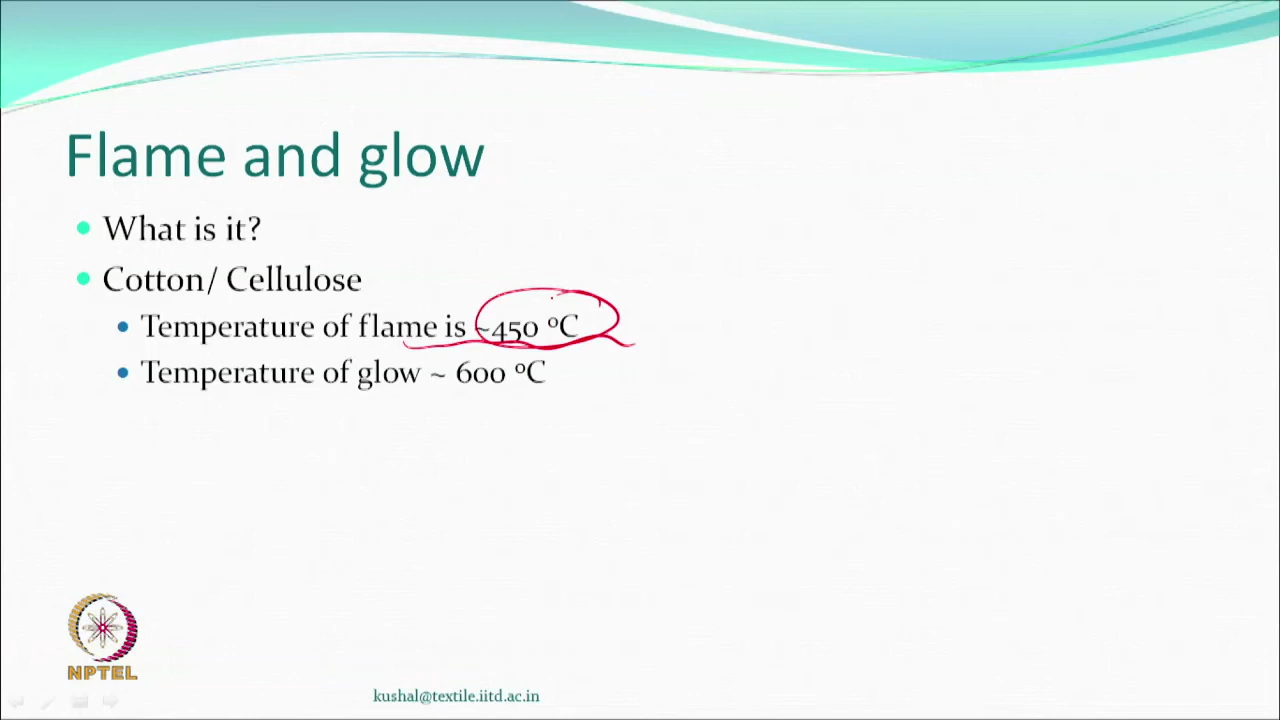 Flame and glow
What is it?
Cotton/ Cellulose
Temperature of flame is ~450 ºC
Temperature of glow ~ 600 ºC
NPTEL
kushal@textile.iitd.ac.in